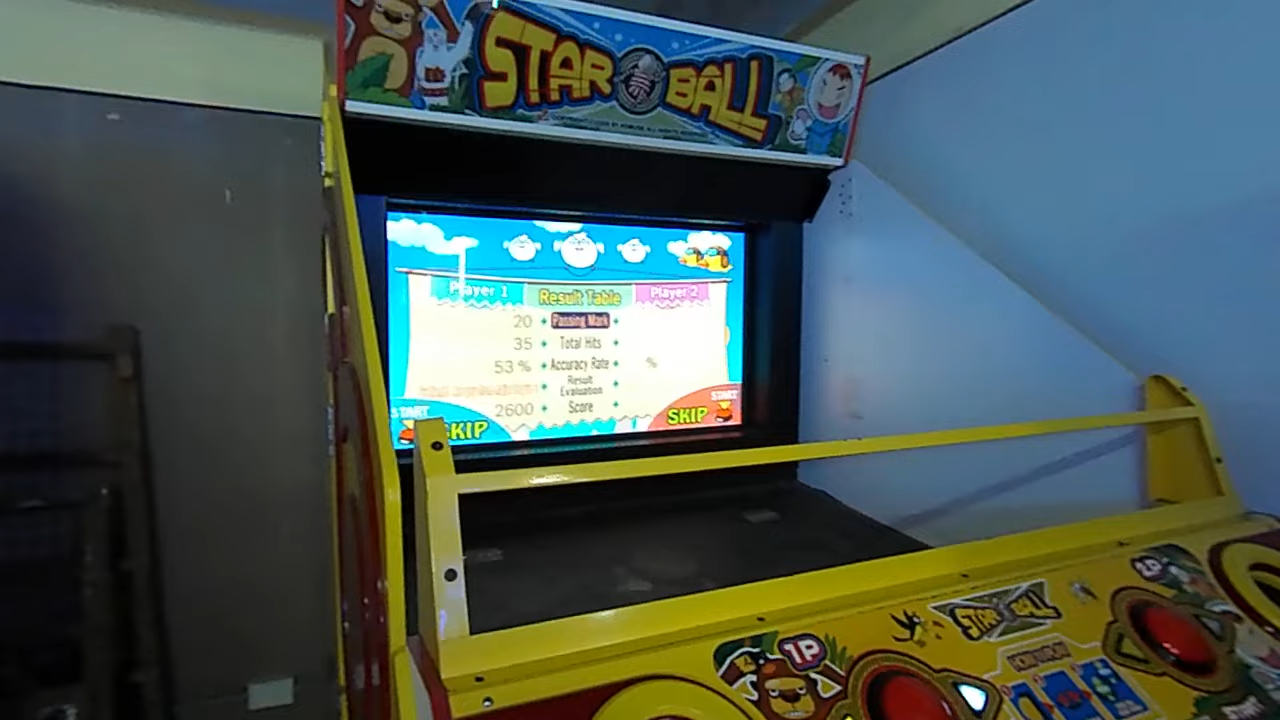 STAR BALL
Player 1
Result Table
Player 2
20 Passing Mark
35 Total Hits
53 % Accuracy Rate %
Result
Evaluation
2600 Score
START
SKIP
START
SKIP
1P
STAR BALL
2P